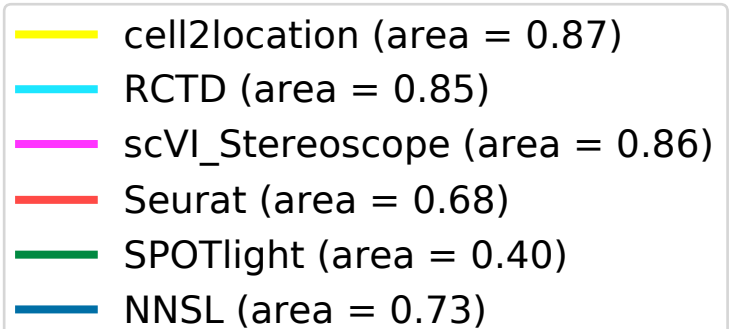 cell2location (area = 0.87)
RCTD (area = 0.85)
scVI_Stereoscope (area = 0.86)
Seurat (area = 0.68)
SPOTlight (area = 0.40)
NNSL (area = 0.73)